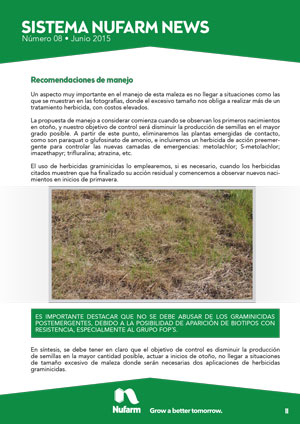 SISTEMA NUFARM NEWS
Número 08 • Junio 2015
Recomendaciones de manejo
Un aspecto muy importante en el manejo de esta maleza es no llegar a situaciones como las
que se muestran en las fotografías, donde el excesivo tamaño nos obliga a realizar más de un
tratamiento herbicida, con costos elevados.
La propuesta de manejo a considerar comienza cuando se observan los primeros nacimientos
en otoño, y nuestro objetivo de control será disminuir la producción de semillas en el mayor
grado posible. A partir de este punto, eliminaremos las plantas emergidas de contacto,
como son paraquat o glufosinato de amonio, e incluiremos un herbicida de acción preemer-
gente para controlar las nuevas camadas de emergencias: metolachlor; S-metolachlor;
imazethapyr; trifluralina; atrazina, etc.
El uso de herbicidas graminicidas lo emplearemos, si es necesario, cuando los herbicidas
citados muestren que ha finalizado su acción residual y comencemos a observar nuevos naci-
mientos en inicios de primavera.
ES IMPORTANTE DESTACAR QUE NO SE DEBE ABUSAR DE LOS GRAMINICIDAS
POSTEMERGENTES, DEBIDO A LA POSIBILIDAD DE APARICIÓN DE BIOTIPOS CON
RESISTENCIA, ESPECIALMENTE AL GRUPO FOP'S.
En síntesis, se debe tener en claro que el objetivo de control es disminuir la producción
de semillas en la mayor cantidad posible, actuar a inicios de otoño, no llegar a situaciones
de tamaño excesivo de maleza donde serán necesarias dos aplicaciones de herbicidas
graminicidas.
Nufarm
Grow a better tomorrow.